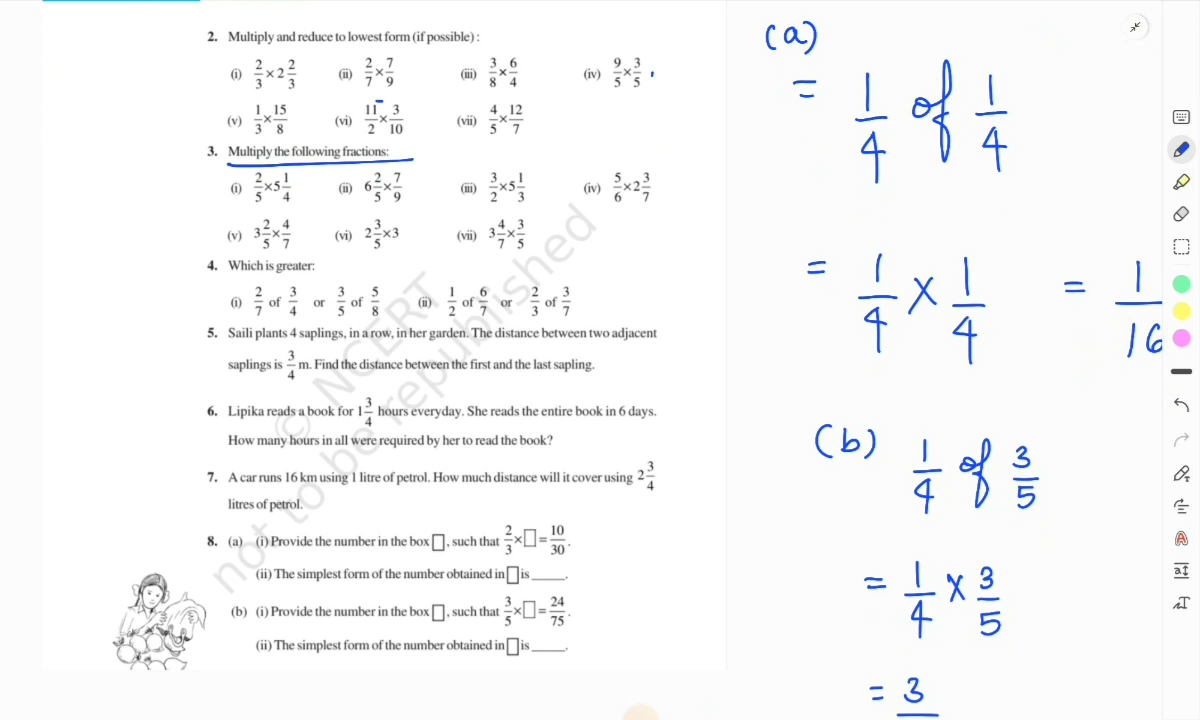 2. Multiply and reduce to lowest form (if possible) :
(i) 2/3 × 2 2/3 (ii) 2/7 × 7/9 (iii) 3/8 × 6/4 (iv) 9/5 × 3/5
(v) 1/3 × 15/8 (vi) 11/2 × 3/10 (vii) 4/5 × 12/7
3. Multiply the following fractions:
(i) 2/5 × 5 1/4 (ii) 6 2/5 × 7/9 (iii) 3/2 × 5 1/3 (iv) 5/6 × 2 3/7
(v) 3 2/5 × 4/7 (vi) 2 3/5 × 3 (vii) 3 4/7 × 3/5
4. Which is greater:
(i) 2/7 of 3/4 or 3/5 of 5/8 (ii) 1/2 of 6/7 or 2/3 of 3/7
5. Saili plants 4 saplings, in a row, in her garden. The distance between two adjacent
saplings is 3/4 m. Find the distance between the first and the last sapling.
6. Lipika reads a book for 1 3/4 hours everyday. She reads the entire book in 6 days.
How many hours in all were required by her to read the book?
7. A car runs 16 km using 1 litre of petrol. How much distance will it cover using 2 3/4
litres of petrol.
8. (a) (i) Provide the number in the box □, such that 2/3 × □ = 10/30.
(ii) The simplest form of the number obtained in □ is _____.
(b) (i) Provide the number in the box □, such that 3/5 × □ = 24/75.
(ii) The simplest form of the number obtained in □ is _____.
© NCERT
not to be republished
(a)
= 1/4 of 1/4
= 1/4 × 1/4 = 1/16
(b) 1/4 of 3/5
= 1/4 × 3/5
= 3